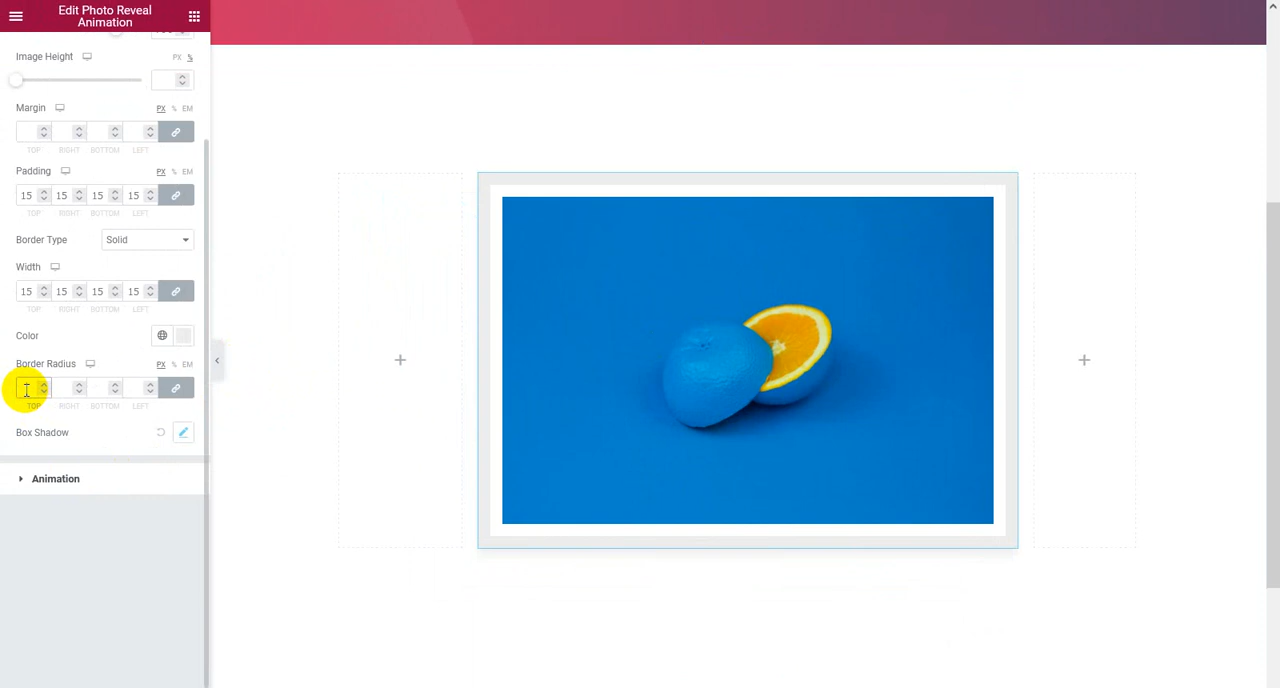 Edit Photo Reveal
Animation
Image Height
PX %
Margin
PX % EM
TOP RIGHT BOTTOM LEFT
Padding
PX % EM
15 15 15 15
TOP RIGHT BOTTOM LEFT
Border Type Solid
Width
15 15 15 15
TOP RIGHT BOTTOM LEFT
Color
Border Radius
PX % EM
TOP RIGHT BOTTOM LEFT
Box Shadow
Animation